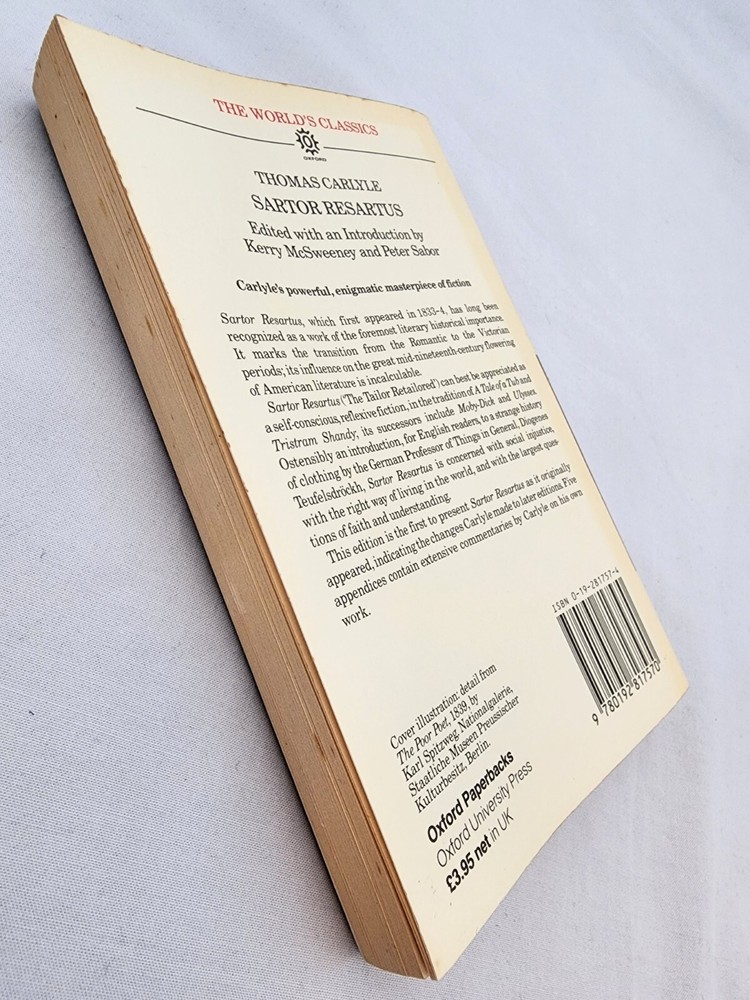 THE WORLD'S CLASSICS
OXFORD
THOMAS CARLYLE
SARTOR RESARTUS
Edited with an Introduction by
Kerry McSweeney and Peter Sabor
Carlyle's powerful, enigmatic masterpiece of fiction
Sartor Resartus, which first appeared in 1833–4, has long been
recognized as a work of the foremost literary historical importance.
It marks the transition from the Romantic to the Victorian
periods; its influence on the great mid-nineteenth-century flowering
of American literature is incalculable.
Sartor Resartus ('The Tailor Retailored') can best be appreciated as
a self-conscious, reflexive fiction, in the tradition of A Tale of a Tub and
Tristram Shandy; its successors include Moby-Dick and Ulysses.
Ostensibly an introduction, for English readers, to a strange history
of clothing by the German Professor of Things in General, Diogenes
Teufelsdröckh, Sartor Resartus is concerned with social injustice,
with the right way of living in the world, and with the largest ques-
tions of faith and understanding.
This edition is the first to present Sartor Resartus as it originally
appeared, indicating the changes Carlyle made to later editions. Five
appendices contain extensive commentaries by Carlyle on his own
work.
ISBN 0-19-281757-4
9 780192 817570
Cover illustration: detail from
The Poor Poet, 1839, by
Karl Spitzweg. Nationalgalerie,
Staatliche Museen Preussischer
Kulturbesitz, Berlin.
Oxford Paperbacks
Oxford University Press
£3.95 net in UK